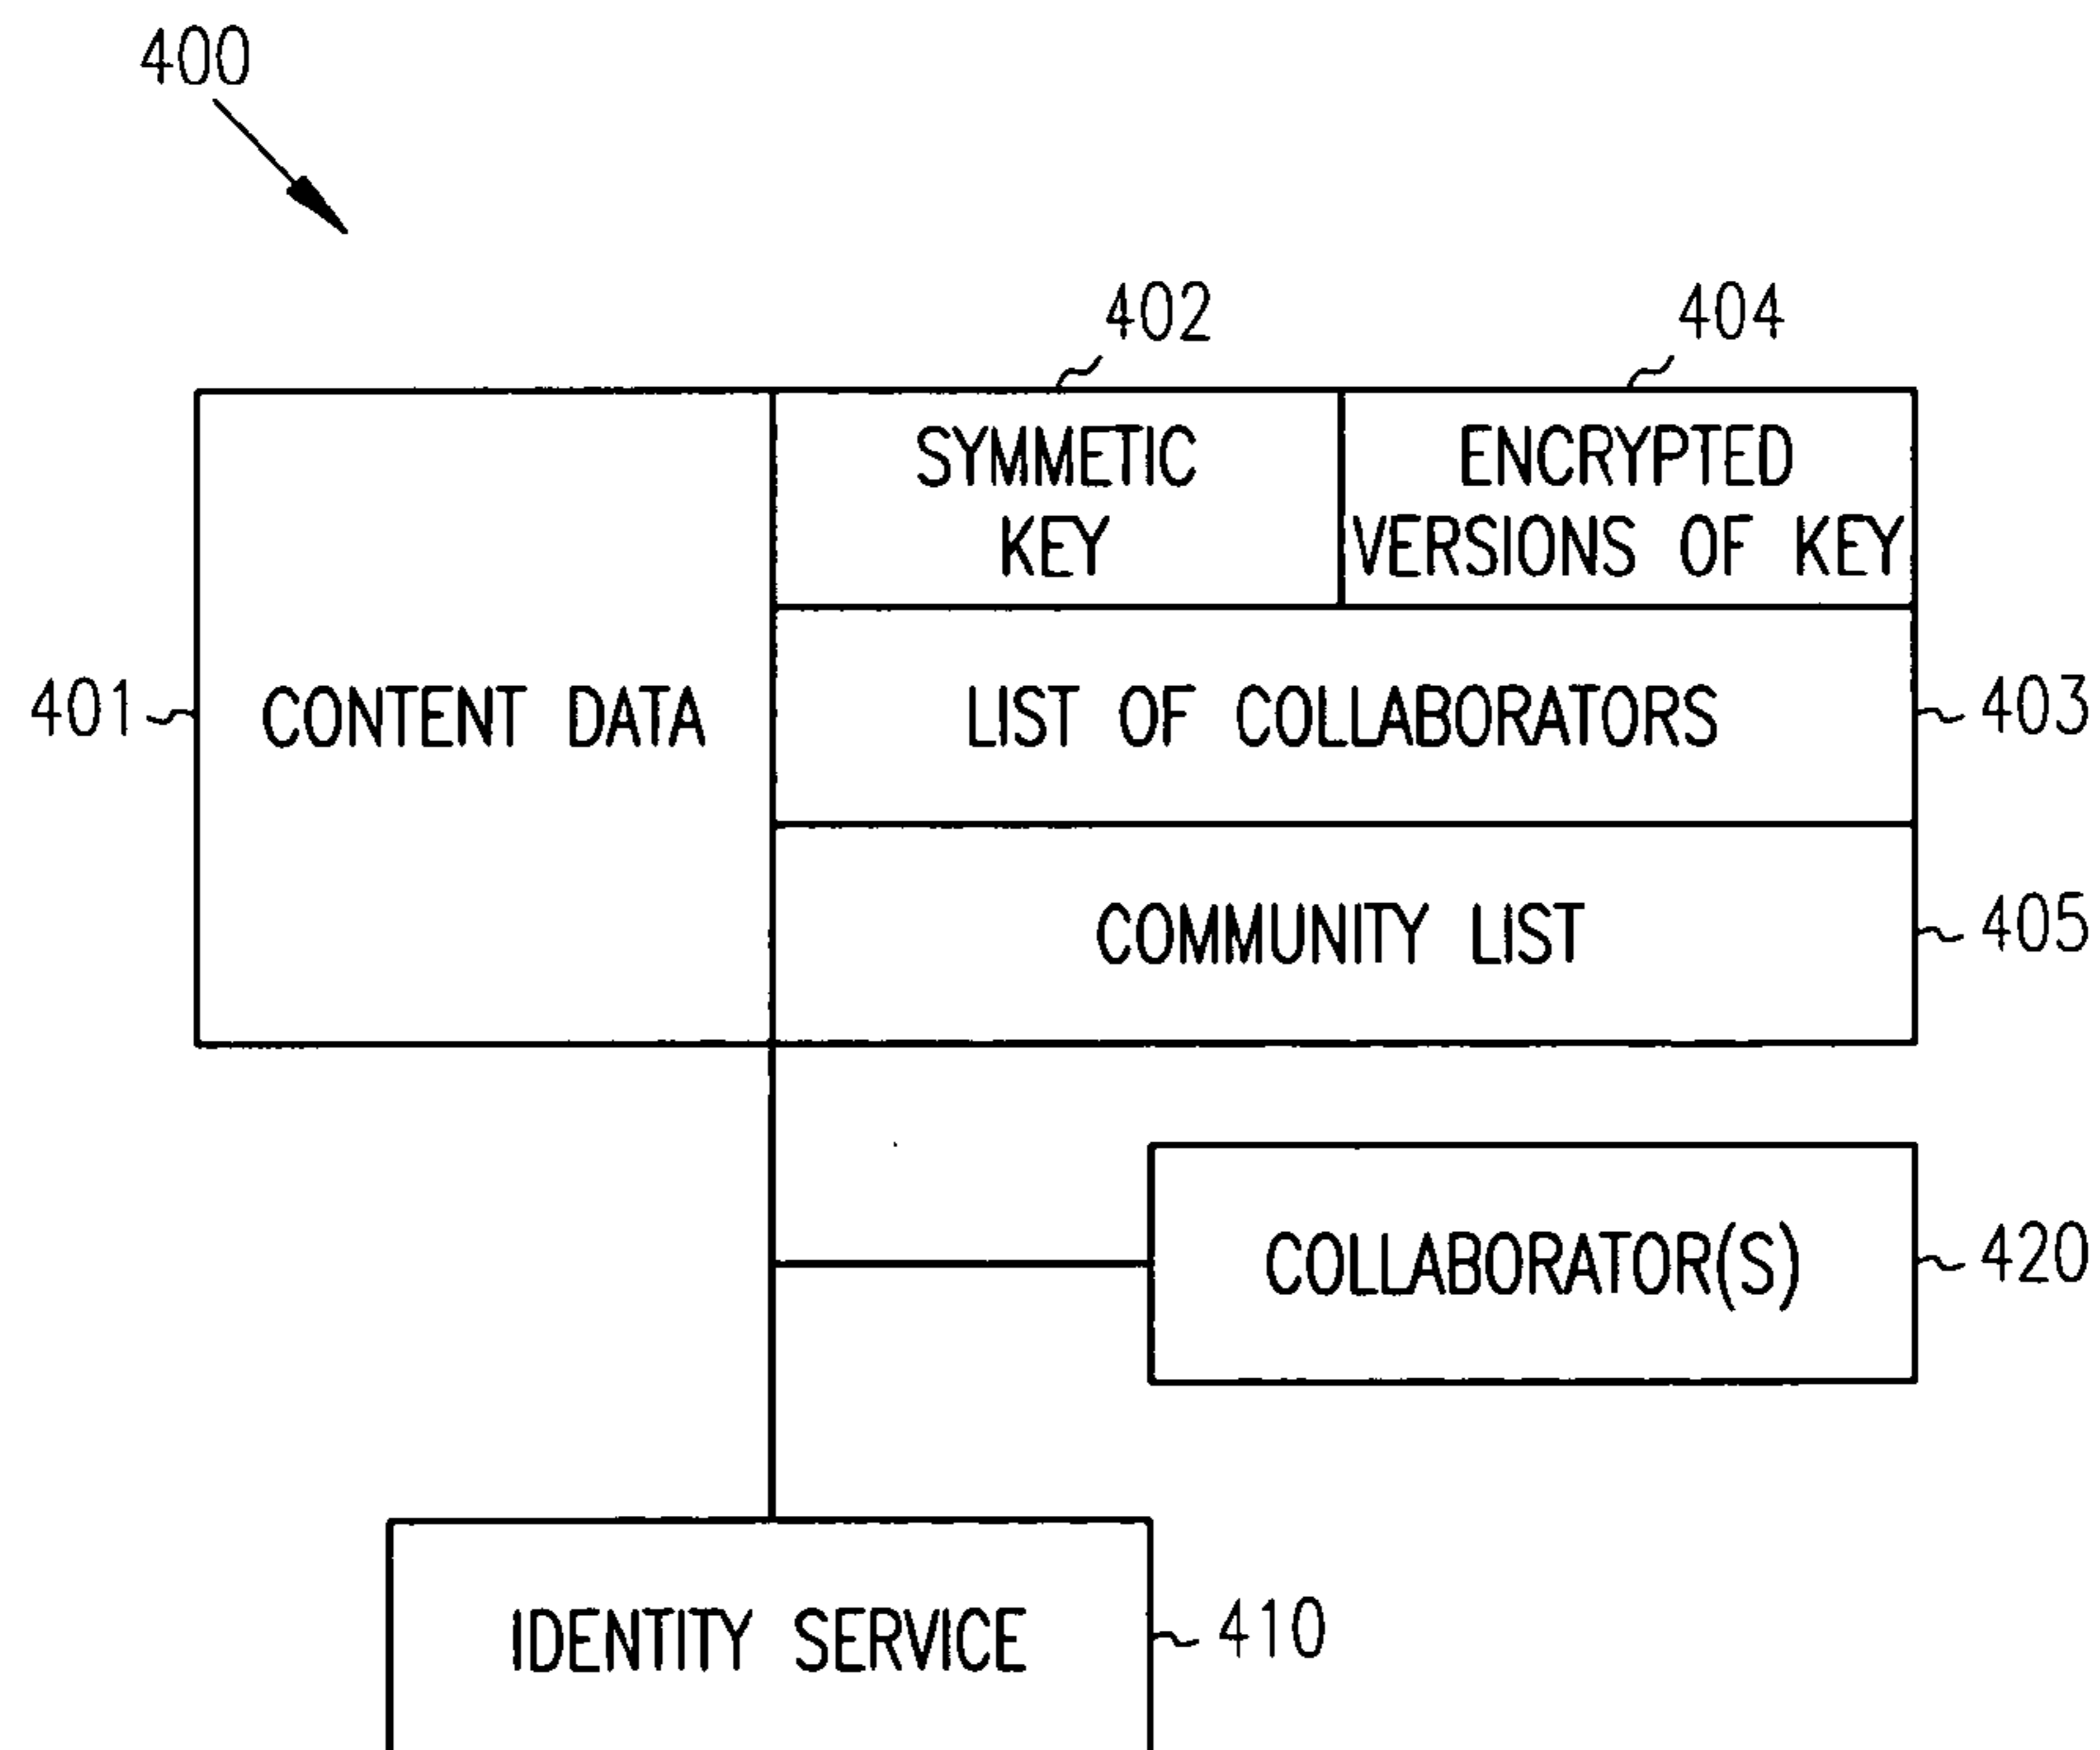 400
402
404
SYMMETIC
KEY
ENCRYPTED
VERSIONS OF KEY
401
CONTENT DATA
LIST OF COLLABORATORS
403
COMMUNITY LIST
405
COLLABORATOR(S)
420
IDENTITY SERVICE
410